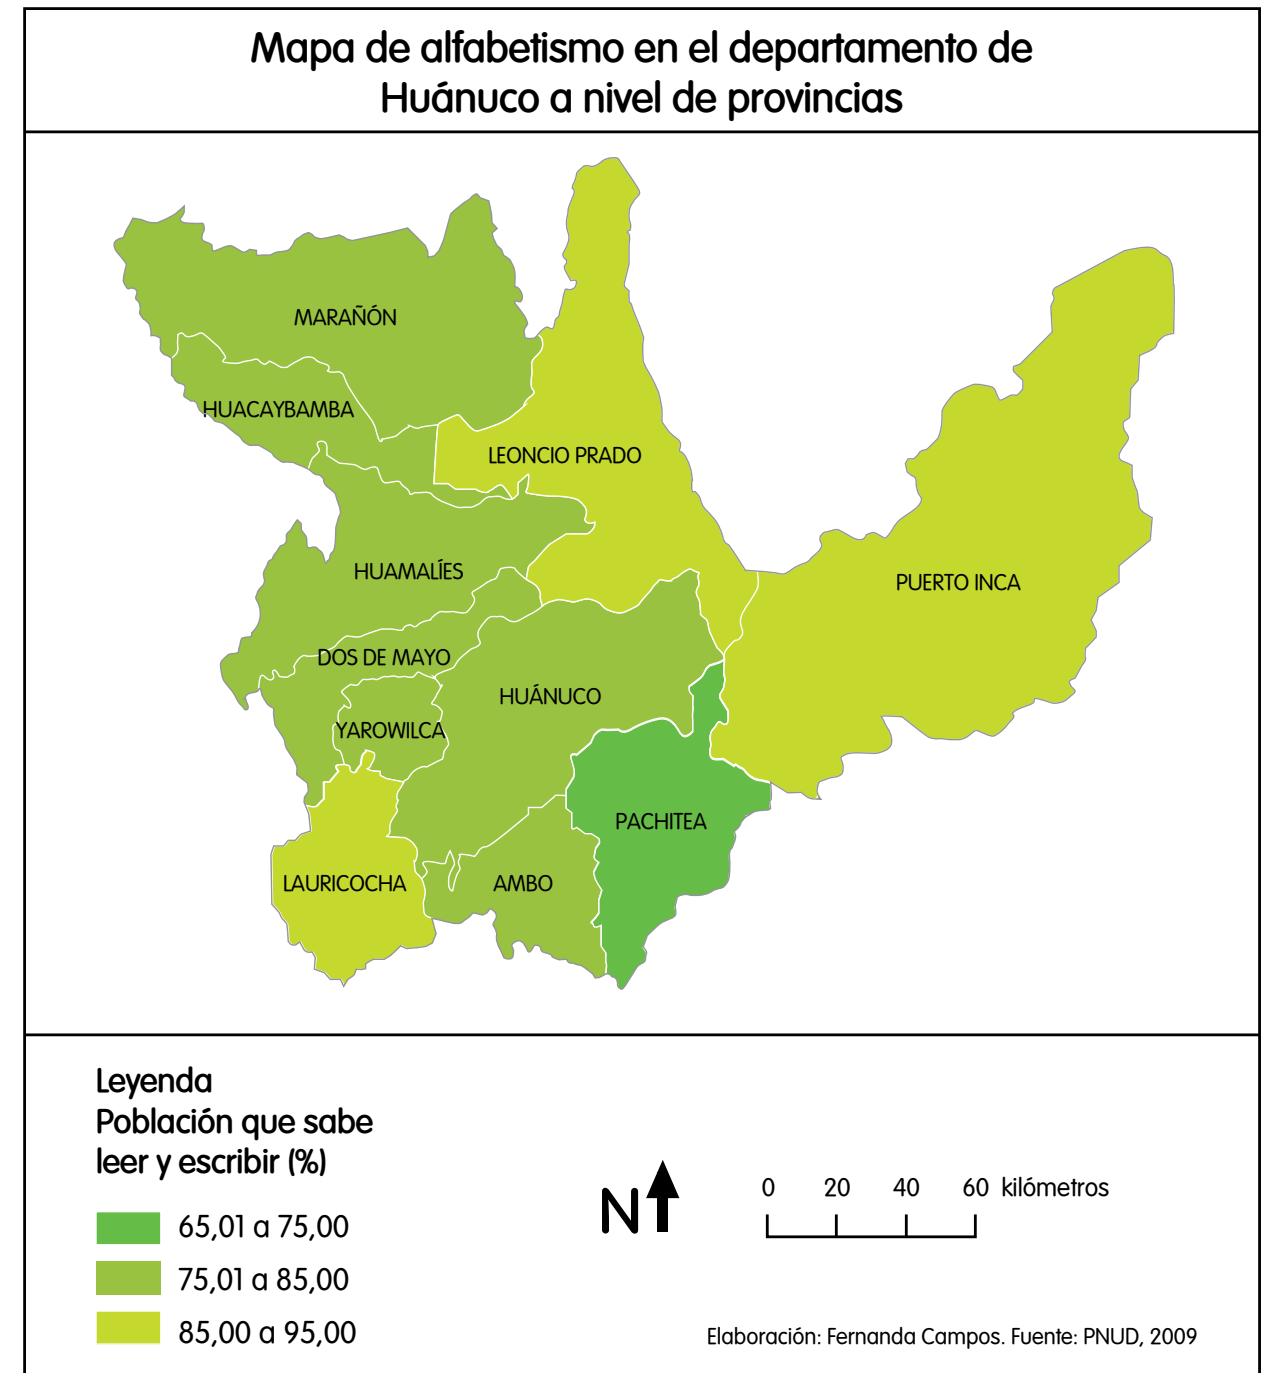 Mapa de alfabetismo en el departamento de
Huánuco a nivel de provincias
MARAÑÓN
HUACAYBAMBA
LEONCIO PRADO
HUAMALÍES
PUERTO INCA
DOS DE MAYO
HUÁNUCO
YAROWILCA
PACHITEA
LAURICOCHA
AMBO
Leyenda
Población que sabe
leer y escribir (%)
65,01 a 75,00
75,01 a 85,00
85,00 a 95,00
N
0 20 40 60 kilómetros
Elaboración: Fernanda Campos. Fuente: PNUD, 2009